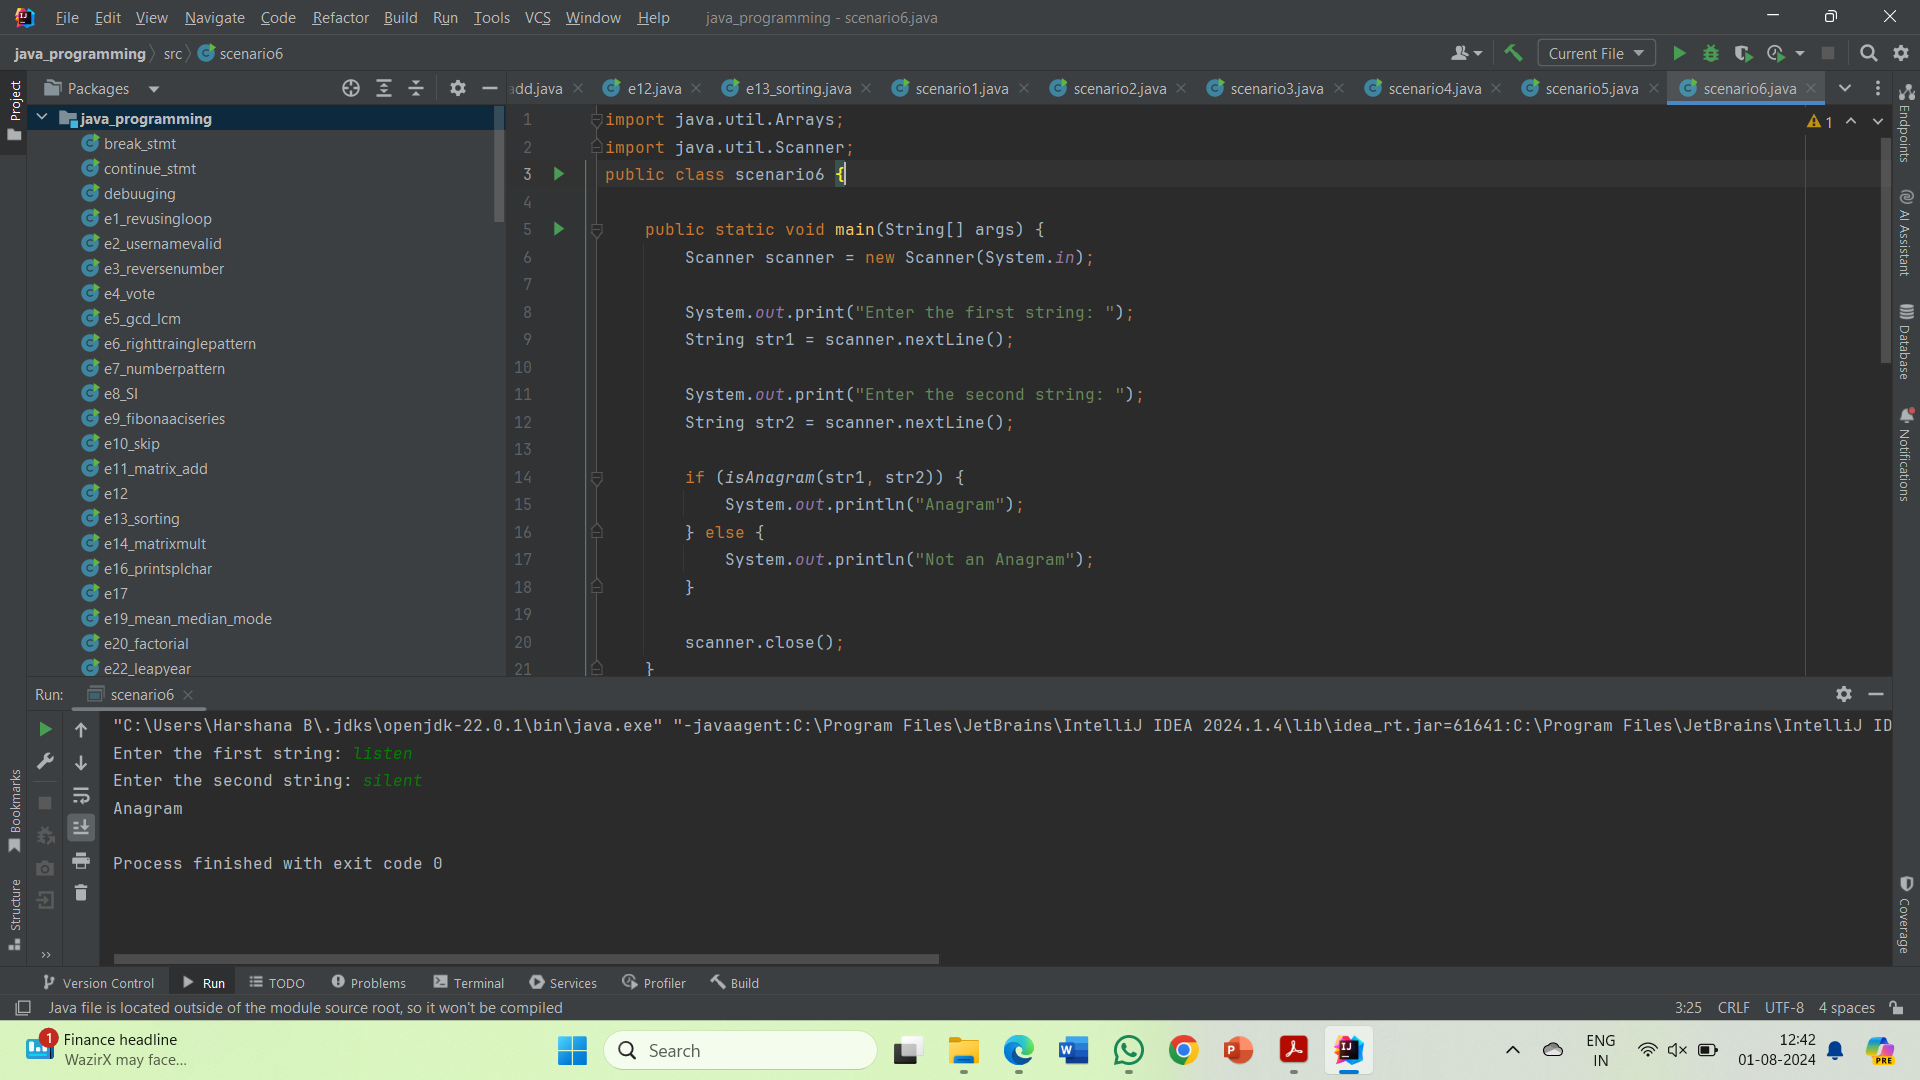 File Edit View Navigate Code Refactor Build Run Tools VCS Window Help java_programming - scenario6.java
java_programming src scenario6 Current File
Project
Packages
add.java e12.java e13_sorting.java scenario1.java scenario2.java scenario3.java scenario4.java scenario5.java scenario6.java
java_programming
break_stmt
continue_stmt
debuuging
e1_revusingloop
e2_usernamevalid
e3_reversenumber
e4_vote
e5_gcd_lcm
e6_righttrainglepattern
e7_numberpattern
e8_SI
e9_fibonaaciseries
e10_skip
e11_matrix_add
e12
e13_sorting
e14_matrixmult
e16_printsplchar
e17
e19_mean_median_mode
e20_factorial
e22_leapyear
1 import java.util.Arrays;
2 import java.util.Scanner;
3 public class scenario6 {
4
5 public static void main(String[] args) {
6 Scanner scanner = new Scanner(System.in);
7
8 System.out.print("Enter the first string: ");
9 String str1 = scanner.nextLine();
10
11 System.out.print("Enter the second string: ");
12 String str2 = scanner.nextLine();
13
14 if (isAnagram(str1, str2)) {
15 System.out.println("Anagram");
16 } else {
17 System.out.println("Not an Anagram");
18 }
19
20 scanner.close();
21 }
1
Endpoints
AI Assistant
Database
Notifications
Coverage
Run: scenario6
"C:\Users\Harshana B\.jdks\openjdk-22.0.1\bin\java.exe" "-javaagent:C:\Program Files\JetBrains\IntelliJ IDEA 2024.1.4\lib\idea_rt.jar=61641:C:\Program Files\JetBrains\IntelliJ ID
Enter the first string: listen
Enter the second string: silent
Anagram
Process finished with exit code 0
Bookmarks
Structure
Version Control Run TODO Problems Terminal Services Profiler Build
Java file is located outside of the module source root, so it won't be compiled 3:25 CRLF UTF-8 4 spaces
1
Finance headline
WazirX may face...
Search
ENG
IN
12:42
01-08-2024
PRE